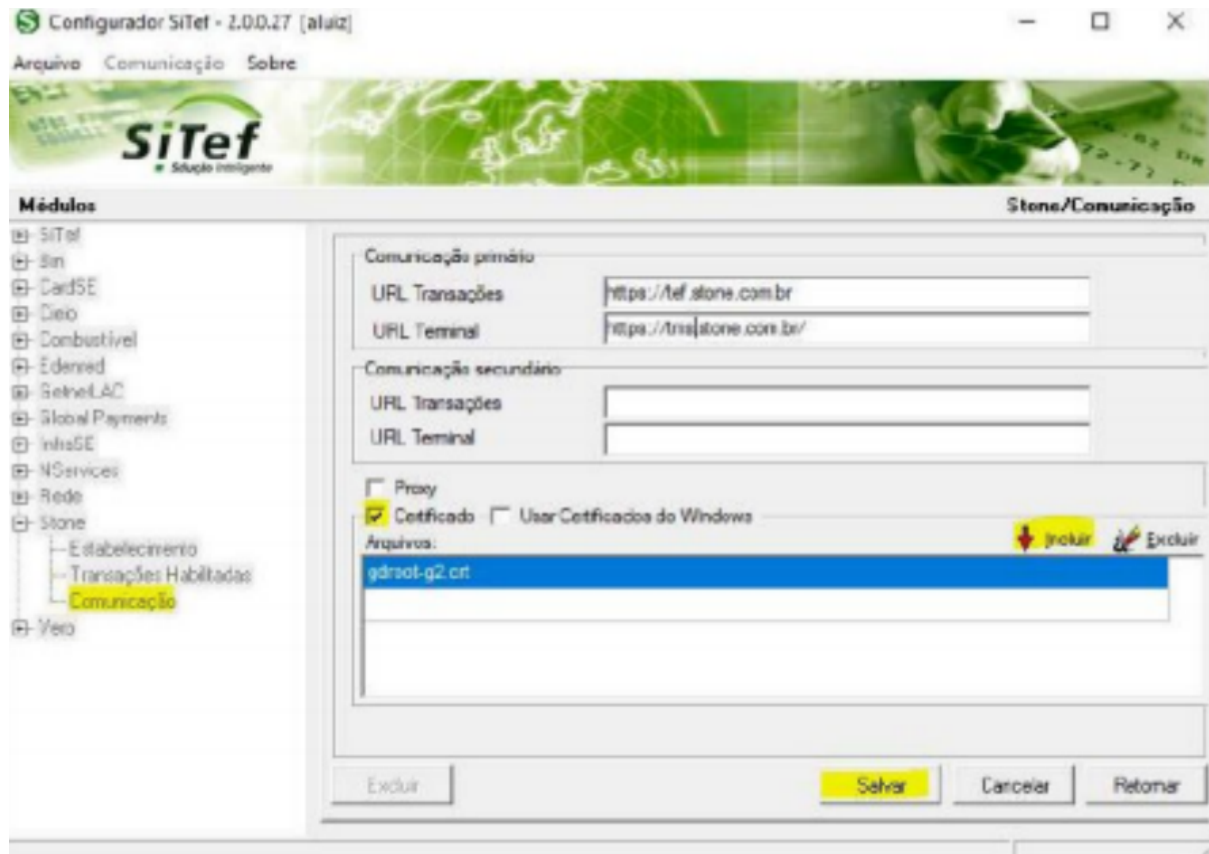 Configurador SiTef - 2.0.0.27 [aluiz]
Arquivo Comunicação Sobre
SiTef
Solução Inteligente
Módulos
Stone/Comunicação
SiTef
Bin
CardSE
Cielo
Combustível
Edenred
GetnetLAC
Global Payments
InfraSE
NServices
Rede
Stone
Estabelecimento
Transações Habilitadas
Comunicação
Vero
Comunicação primário
URL Transações https://tef.stone.com.br
URL Terminal https://tms.stone.com.br/
Comunicação secundário
URL Transações
URL Terminal
Proxy
Certificado Usar Certificados do Windows
Arquivos:
Incluir Excluir
gdroot-g2.crt
Excluir Salvar Cancelar Retornar